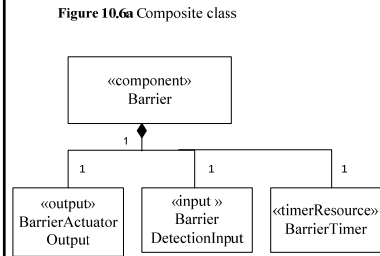 Figure 10.6a Composite class
«component»
Barrier
1
1
1
1
«output»
BarrierActuator
Output
«input »
Barrier
DetectionInput
«timerResource»
BarrierTimer